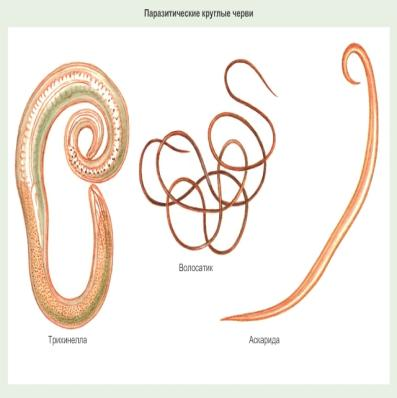 Паразитические круглые черви
Волосатик
Трихинелла
Аскарида